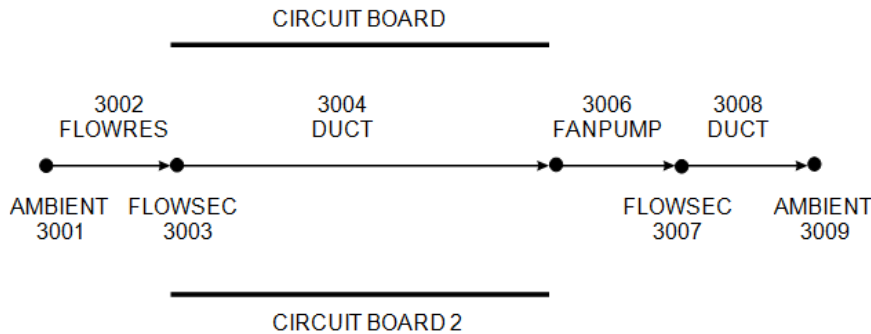 CIRCUIT BOARD
3002
FLOWRES
3004
DUCT
3006
FANPUMP
3008
DUCT
AMBIENT
3001
FLOWSEC
3003
FLOWSEC
3007
AMBIENT
3009
CIRCUIT BOARD 2